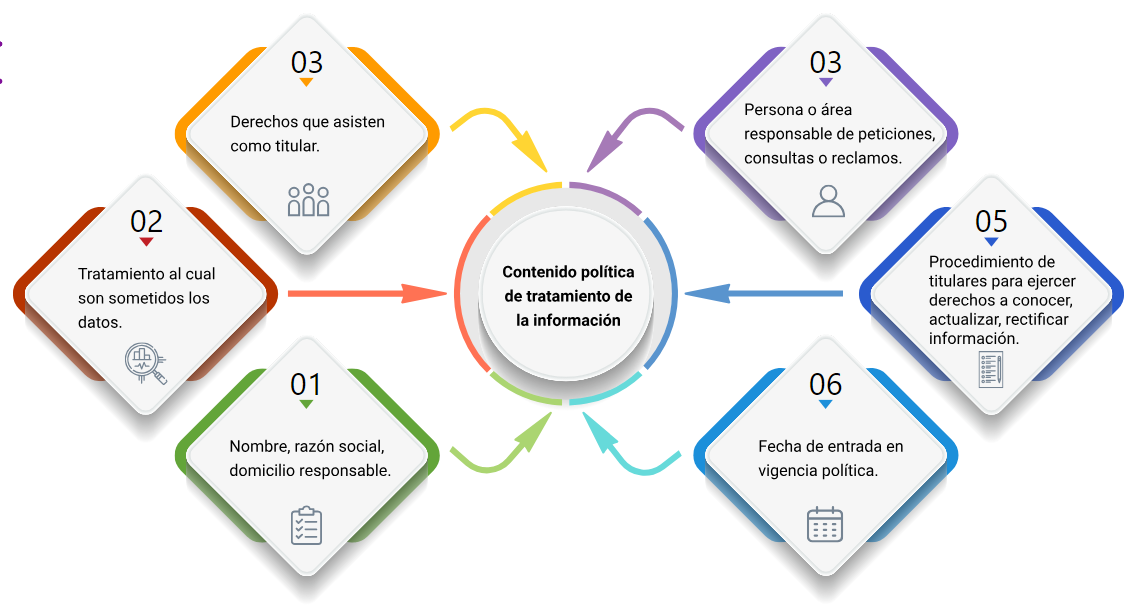 03
Derechos que asisten
como titular.
03
Persona o área
responsable de peticiones,
consultas o reclamos.
02
Tratamiento al cual
son sometidos los
datos.
Contenido política
de tratamiento de
la información
05
Procedimiento de
titulares para ejercer
derechos a conocer,
actualizar, rectificar
información.
01
Nombre, razón social,
domicilio responsable.
06
Fecha de entrada en
vigencia política.